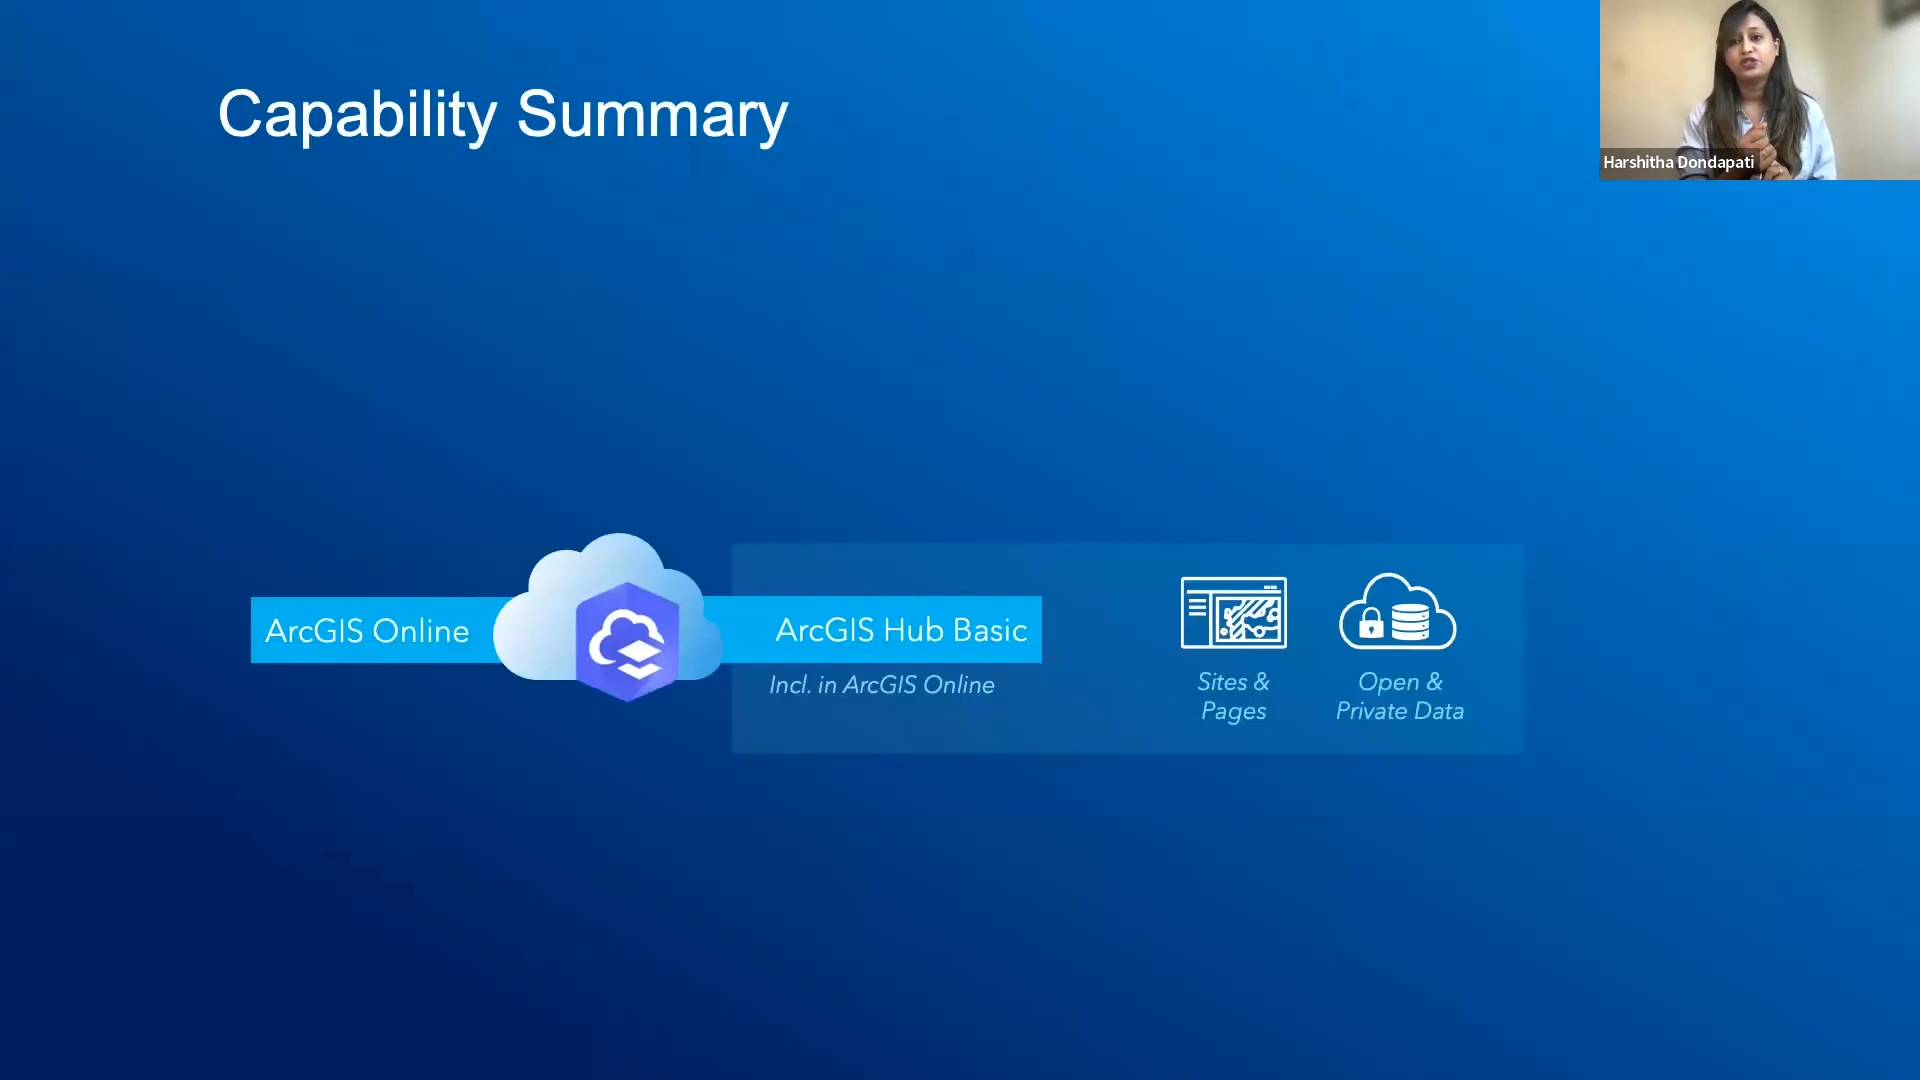 Capability Summary
Harshitha Dondapati
ArcGIS Online
ArcGIS Hub Basic
Incl. in ArcGIS Online
Sites &
Pages
Open &
Private Data